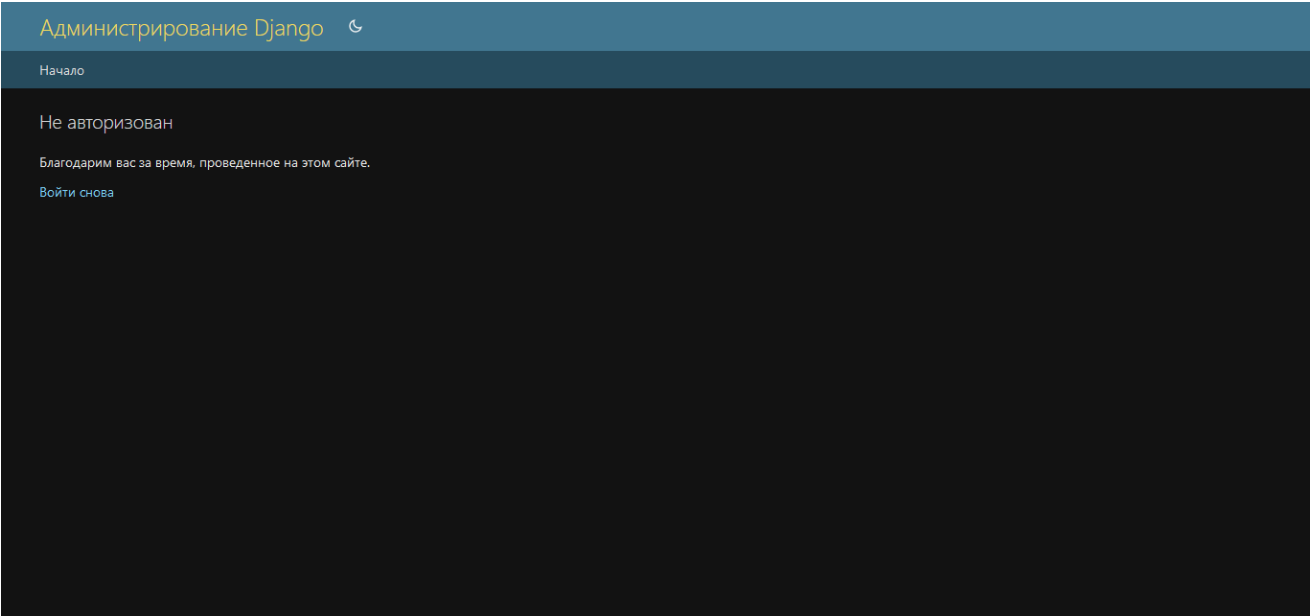 Администрирование Django
Начало
Не авторизован
Благодарим вас за время, проведенное на этом сайте.
Войти снова